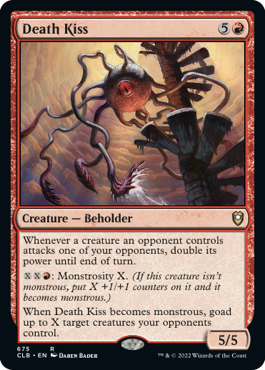 Death Kiss 5
Creature — Beholder
Whenever a creature an opponent controls
attacks one of your opponents, double its
power until end of turn.
XX: Monstrosity X. (If this creature isn't
monstrous, put X +1/+1 counters on it and it
becomes monstrous.)
When Death Kiss becomes monstrous, goad
up to X target creatures your opponents
control.
5/5
675 R
CLB • EN DAREN BADER ™ & © 2022 Wizards of the Coast